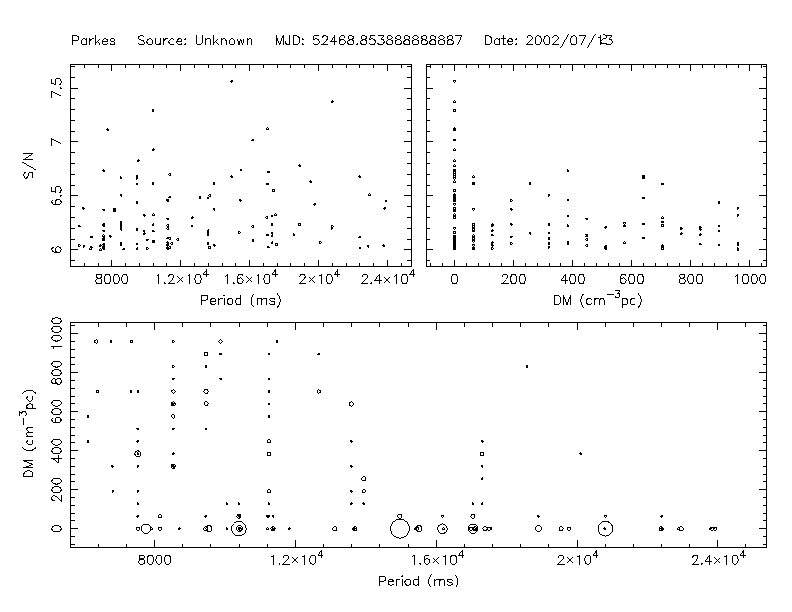 Parkes Source: Unknown MJD: 52468.853888888887 Date: 2002/07/
S/N
7.5
7
6.5
6
8000 1.2×10⁴ 1.6×10⁴ 2×10⁴ 2.4×10⁴
Period (ms)
0 200 400 600 800 1000
DM (cm⁻³pc)
DM (cm⁻³pc)
1000
800
600
400
200
0
8000 1.2×10⁴ 1.6×10⁴ 2×10⁴ 2.4×10⁴
Period (ms)